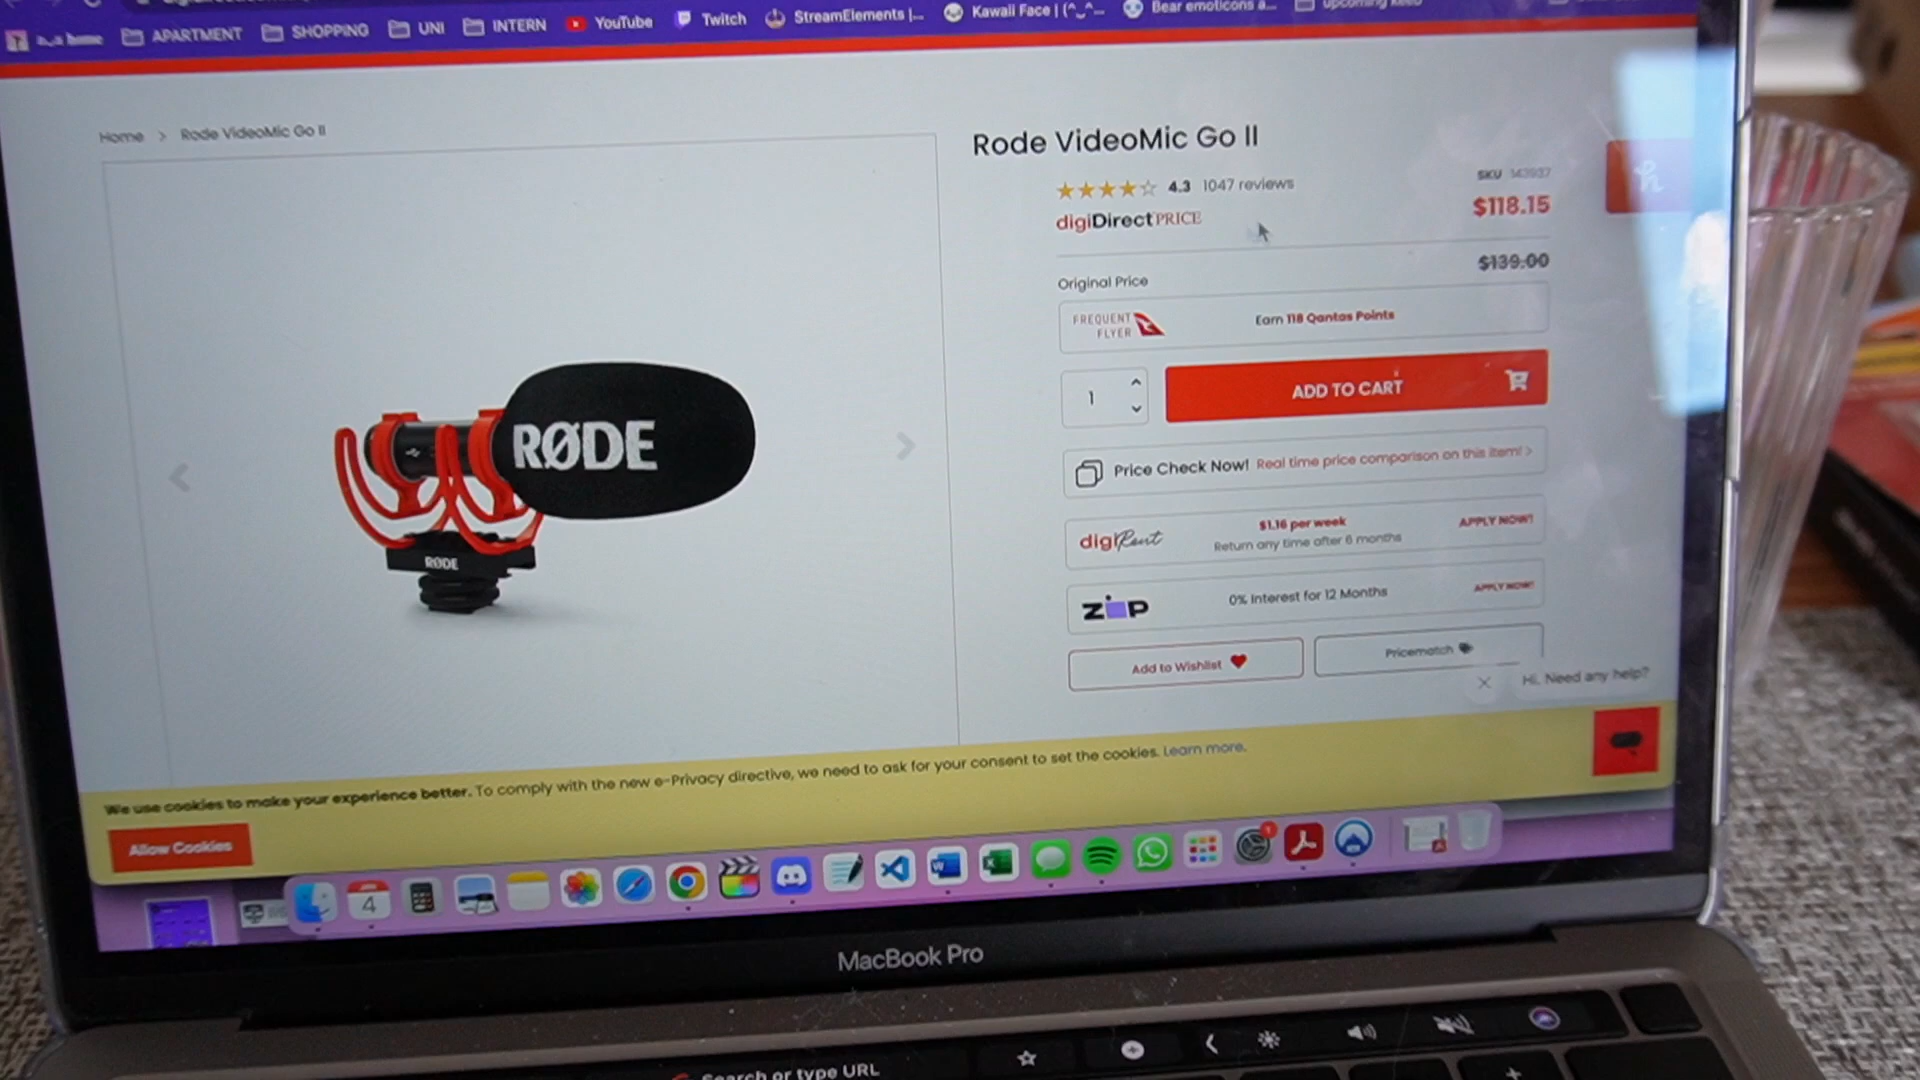 APARTMENT
SHOPPING
UNI
INTERN
YouTube
Twitch
StreamElements |-...
Kawaii Face | (^_^...
Bear emoticons a...
Home > Rode VideoMic Go II
Rode VideoMic Go II
4.3 1047 reviews
SKU
digiDirect PRICE
$118.15
$139.00
Original Price
FREQUENT FLYER
Earn 118 Qantas Points
1
ADD TO CART
Price Check Now! Real time price comparison on this item! >
digiRent
$1.16 per week
Return any time after 6 months
APPLY NOW!
zip
0% Interest for 12 Months
APPLY NOW!
Add to Wishlist
Pricematch
Hi. Need any help?
RØDE
RØDE
We use cookies to make your experience better. To comply with the new e-Privacy directive, we need to ask for your consent to set the cookies. Learn more.
Allow Cookies
JAN
4
1
MacBook Pro
Search or type URL